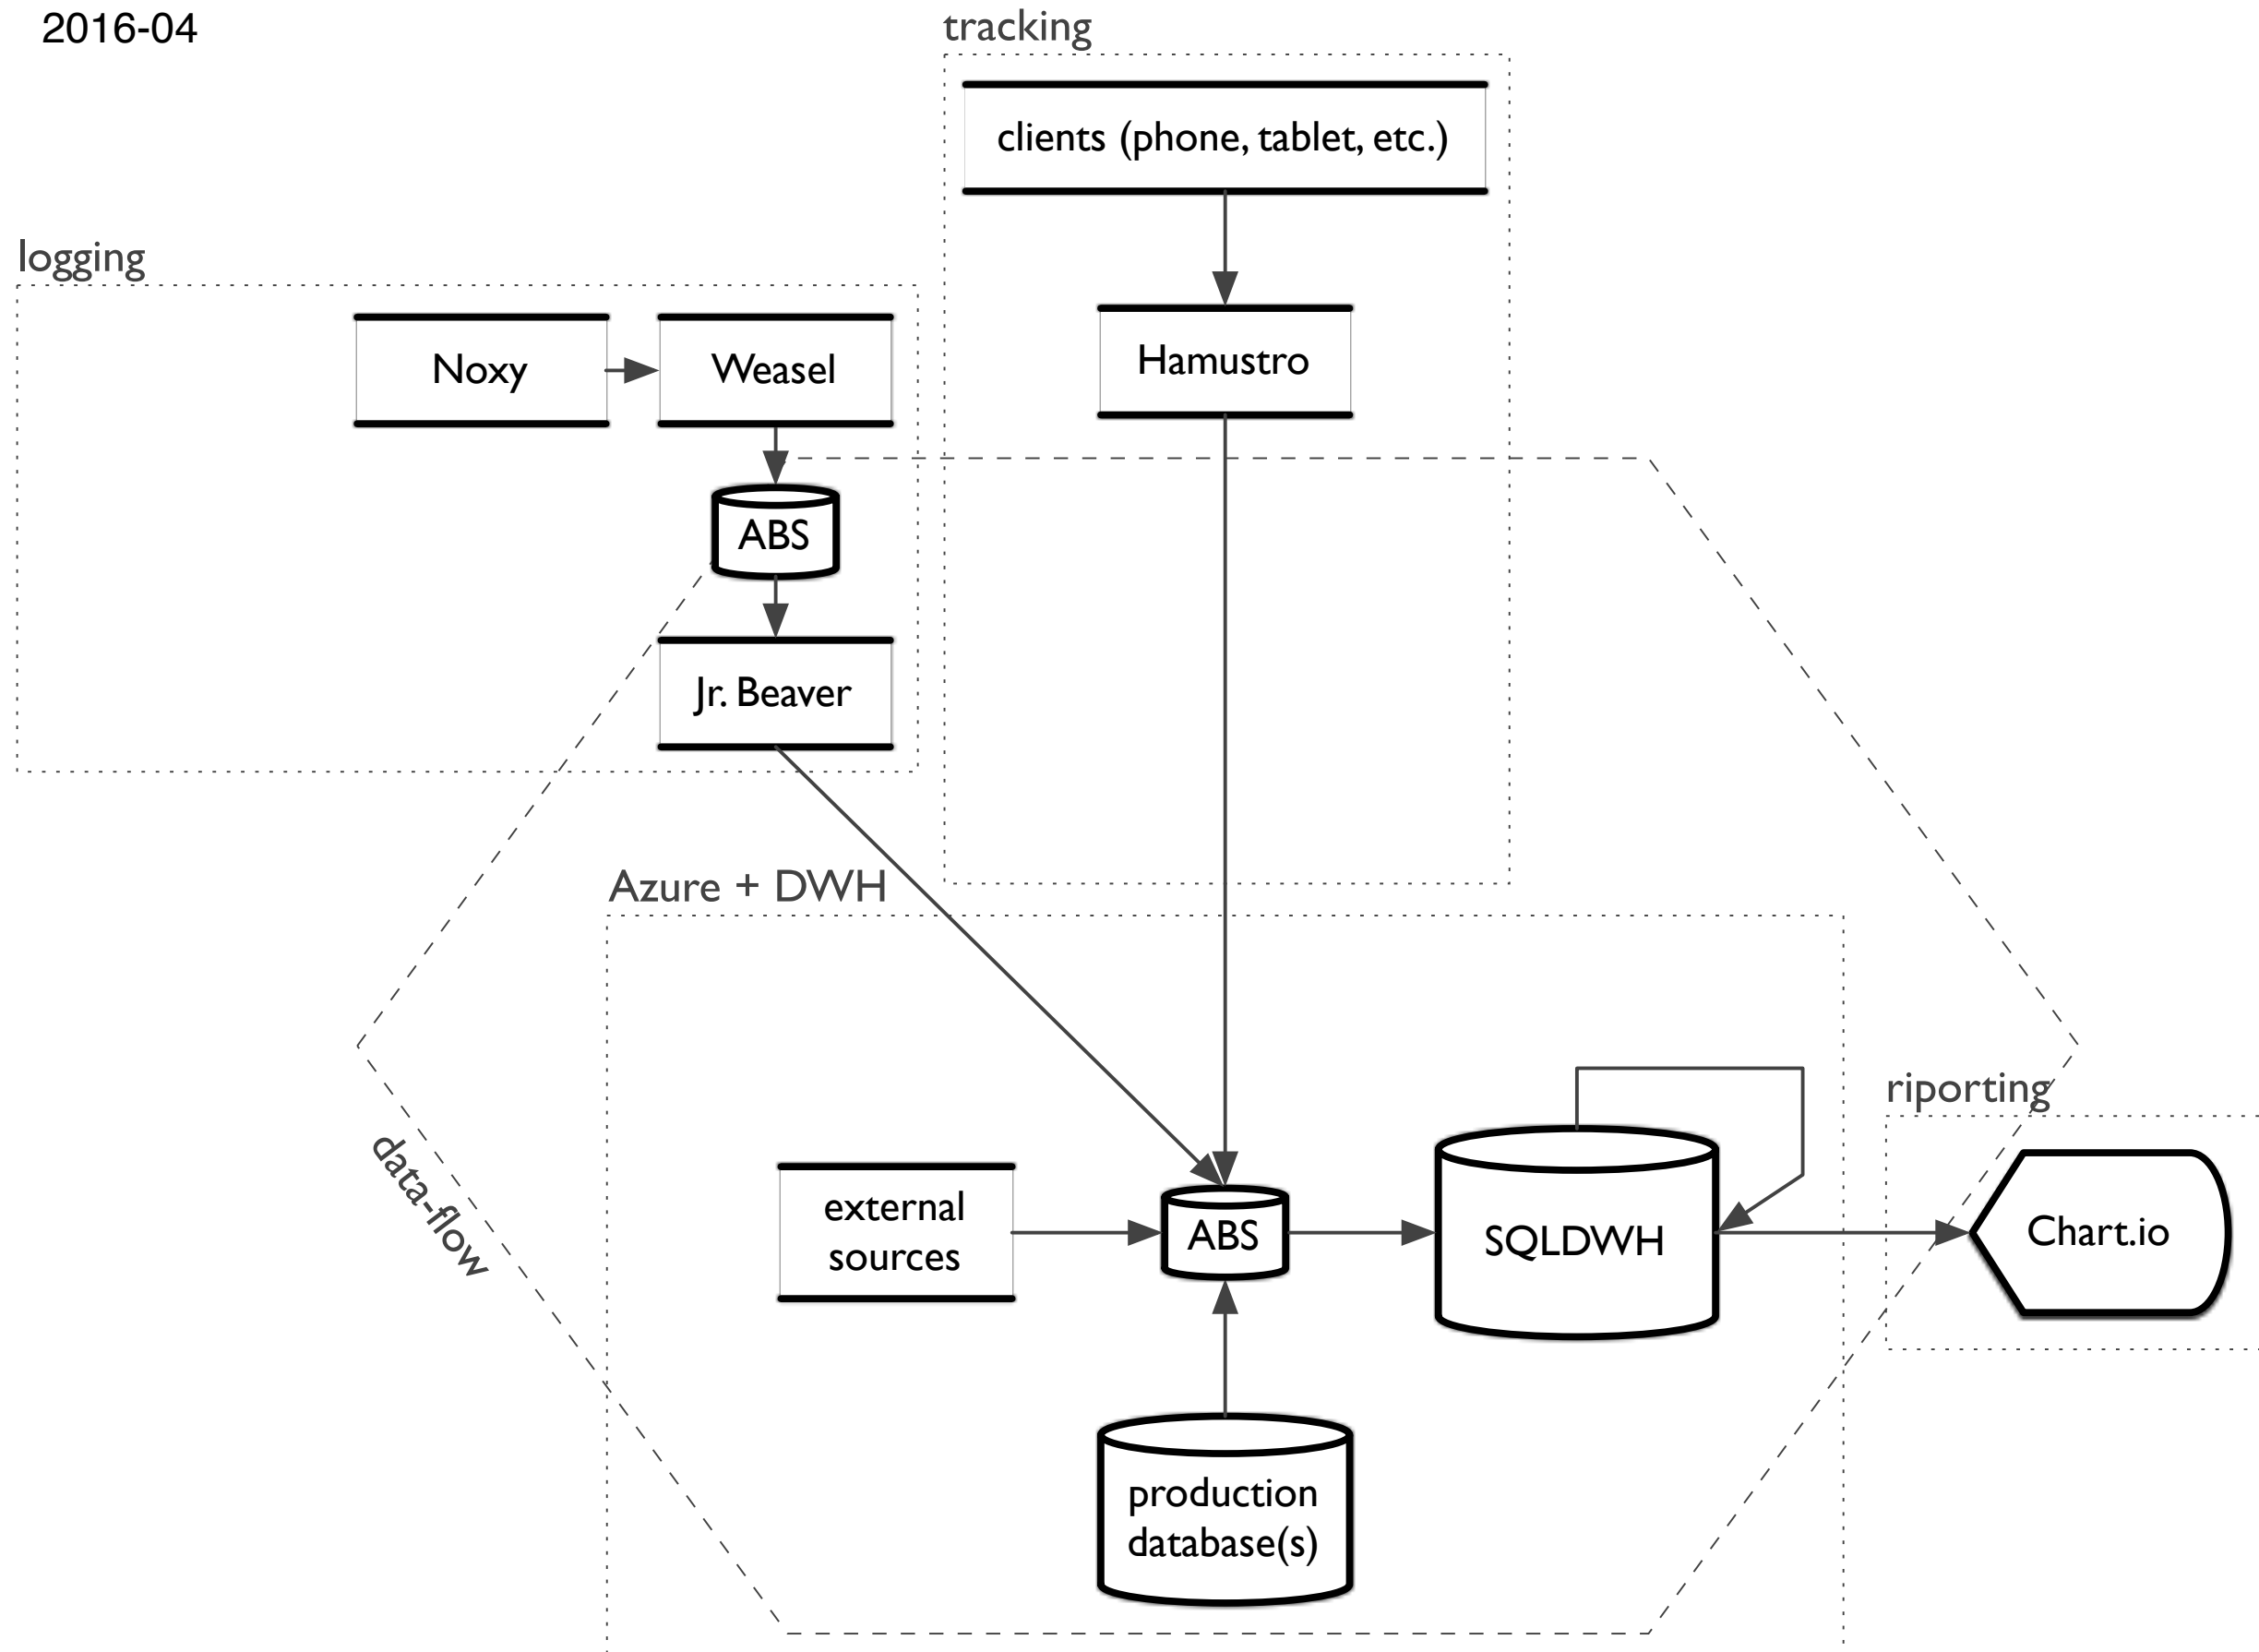 2016-04
tracking
clients (phone, tablet, etc.)
logging
Noxy
Weasel
Hamustro
ABS
Jr. Beaver
Azure + DWH
riporting
data-flow
external
sources
ABS
SQLDWH
Chart.io
production
database(s)